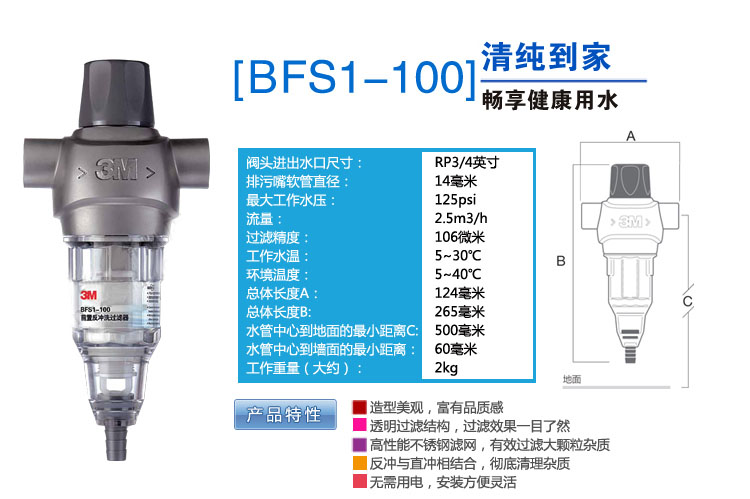 [BFS1-100]
清纯到家
畅享健康用水
3M
3M
BFS1-100
前置反冲洗过滤器
阀头进出水口尺寸： RP3/4英寸
排污嘴软管直径： 14毫米
最大工作水压： 125psi
流量： 2.5m3/h
过滤精度： 106微米
工作水温： 5~30℃
环境温度： 5~40℃
总体长度A： 124毫米
总体长度B: 265毫米
水管中心到地面的最小距离C: 500毫米
水管中心到墙面的最小距离： 60毫米
工作重量（大约）： 2kg
A
3M
B
C
地面
产品特性
造型美观，富有品质感
透明过滤结构，过滤效果一目了然
高性能不锈钢滤网，有效过滤大颗粒杂质
反冲与直冲相结合，彻底清理杂质
无需用电，安装方便灵活